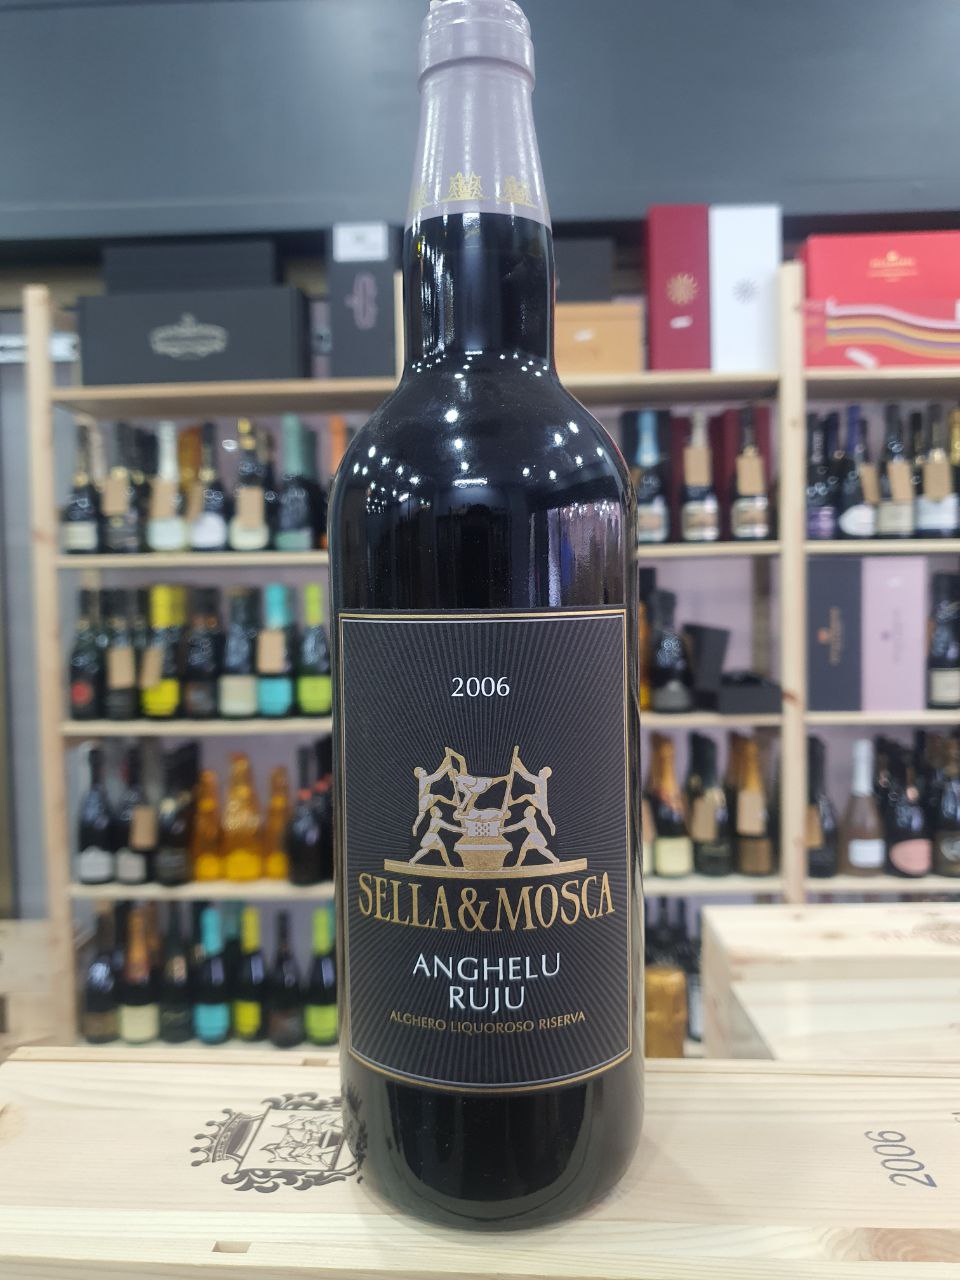 2006
SELLA&MOSCA
ANGHELU
RUJU
ALGHERO LIQUOROSO RISERVA
2006